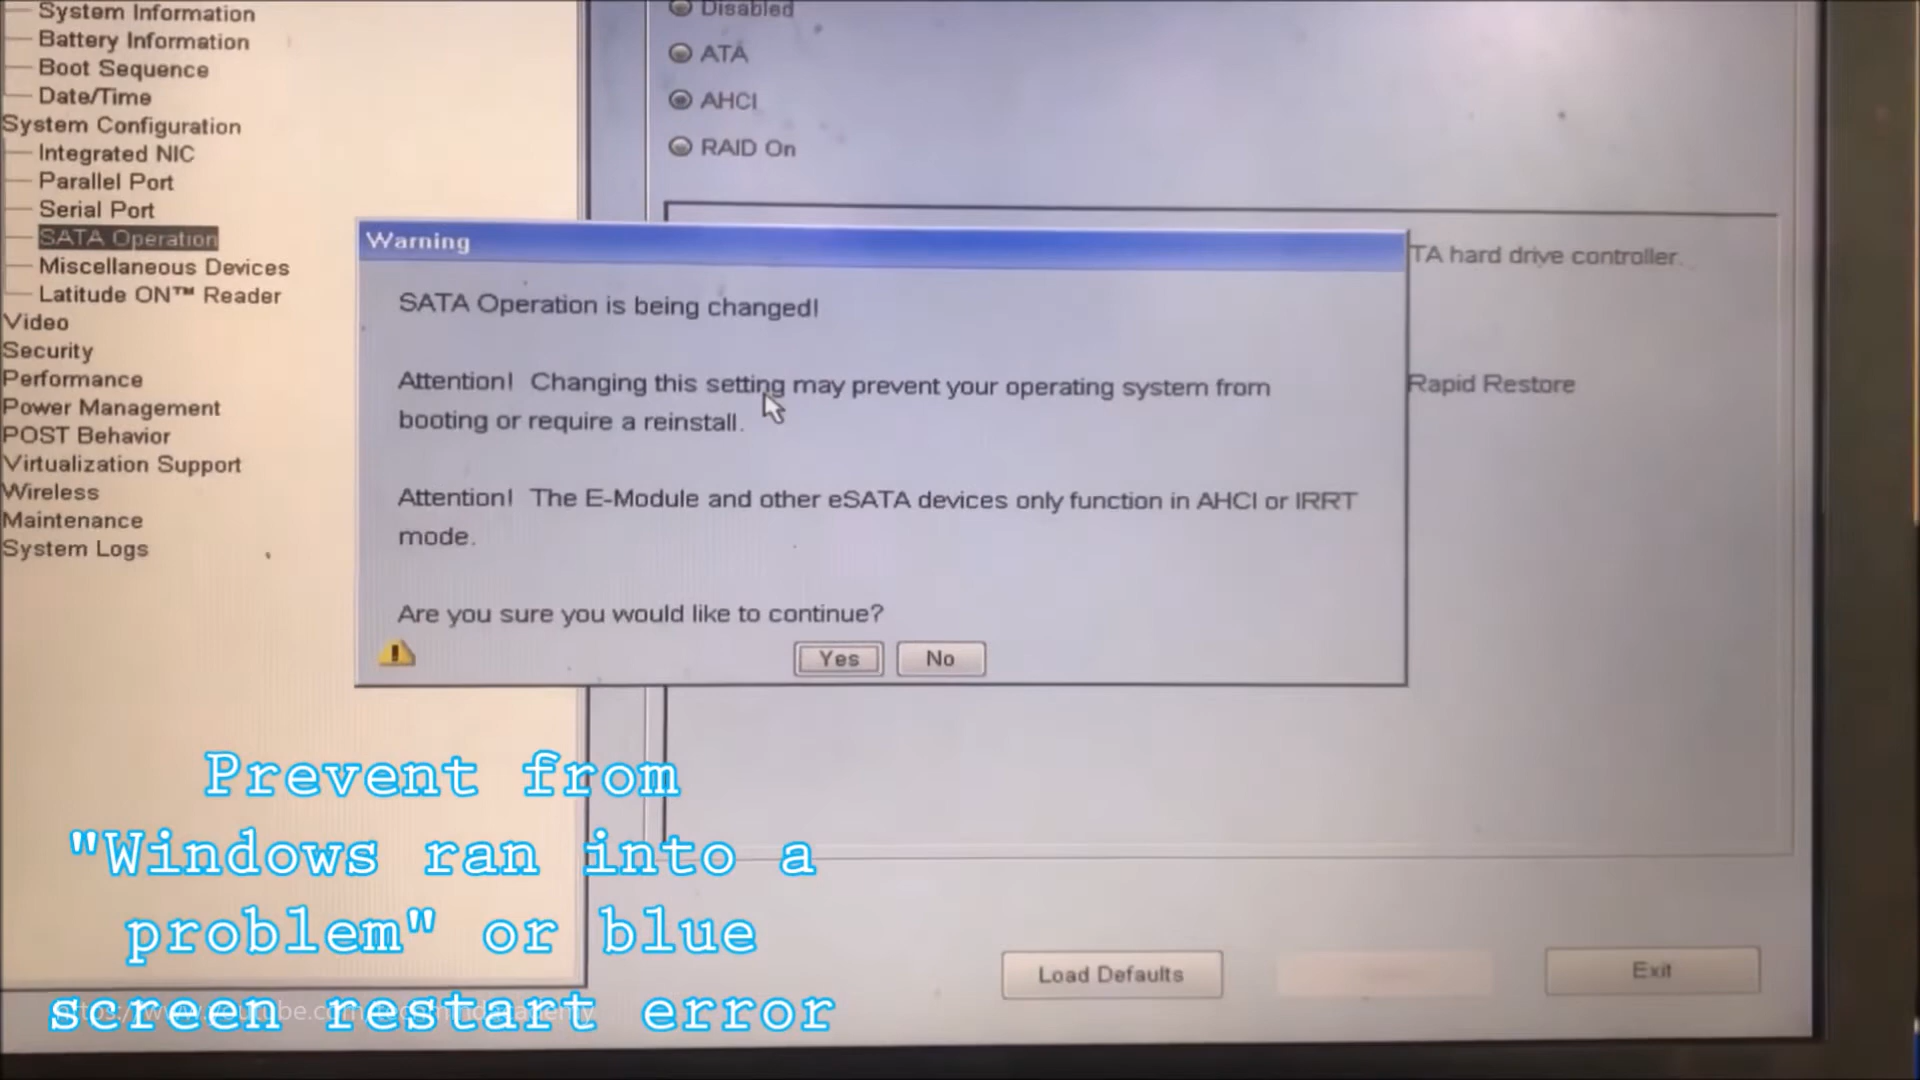 System Information
Battery Information
Boot Sequence
Date/Time
System Configuration
Integrated NIC
Parallel Port
Serial Port
SATA Operation
Miscellaneous Devices
Latitude ON™ Reader
Video
Security
Performance
Power Management
POST Behavior
Virtualization Support
Wireless
Maintenance
System Logs
Disabled
ATA
AHCI
RAID On
TA hard drive controller.
Rapid Restore
Warning
SATA Operation is being changed!
Attention! Changing this setting may prevent your operating system from
booting or require a reinstall.
Attention! The E-Module and other eSATA devices only function in AHCI or IRRT
mode.
Are you sure you would like to continue?
Yes No
Load Defaults Exit
Prevent from
"Windows ran into a
problem" or blue
screen restart error